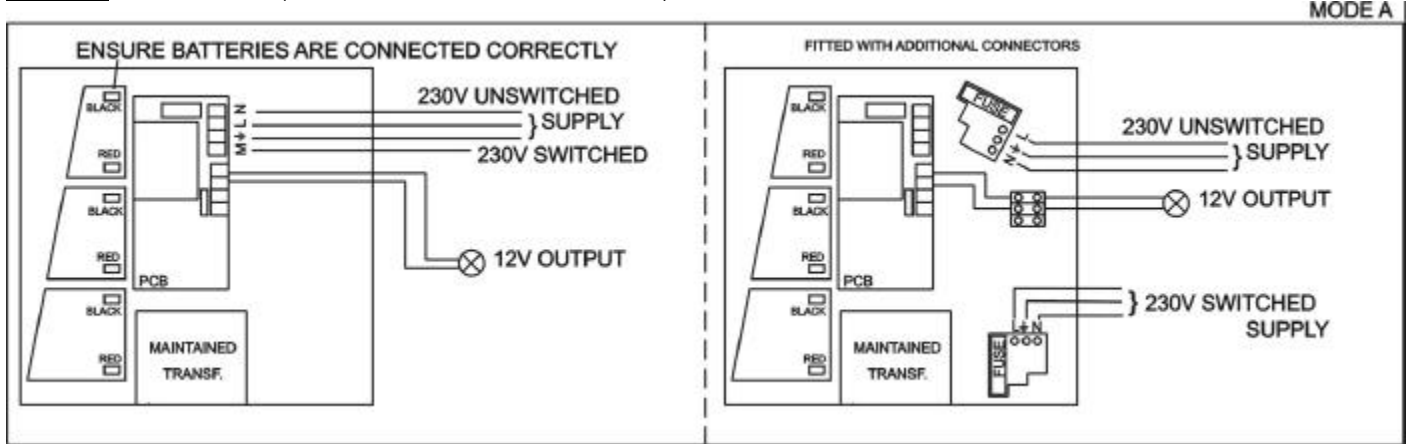 MODE A
ENSURE BATTERIES ARE CONNECTED CORRECTLY
BLACK
RED
BLACK
RED
BLACK
RED
PCB
MAINTAINED
TRANSF.
N
L
M
230V UNSWITCHED
SUPPLY
230V SWITCHED
12V OUTPUT
FITTED WITH ADDITIONAL CONNECTORS
BLACK
RED
BLACK
RED
BLACK
RED
PCB
MAINTAINED
TRANSF.
FUSE
L
N
230V UNSWITCHED
SUPPLY
12V OUTPUT
230V SWITCHED
SUPPLY
L N
FUSE